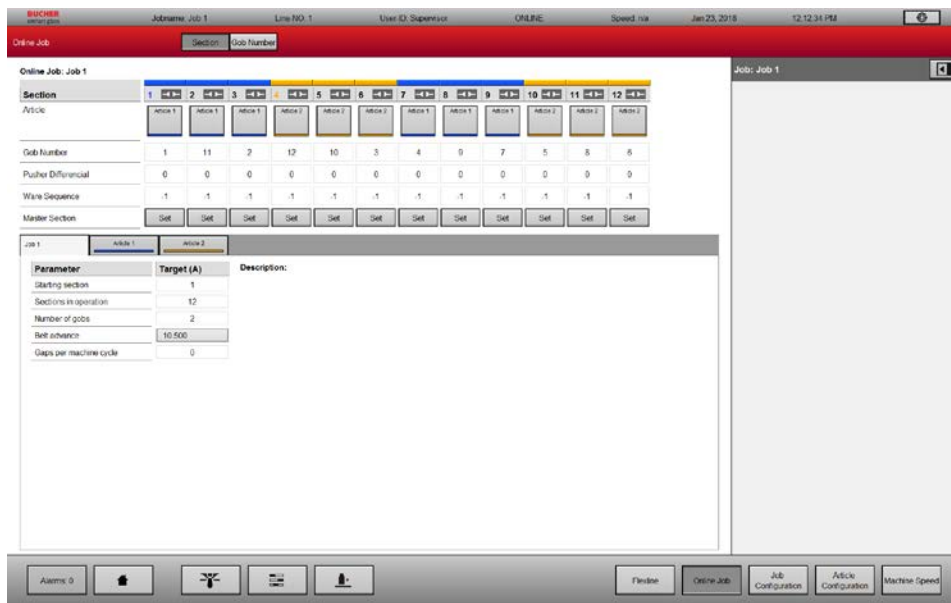 BUCHER
emhart glass
Jobname: Job 1 Line NO. 1 User ID: Supervisor ONLINE Speed: n/a Jan 23, 2018 12:12:34 PM
Online Job Section Gob Number
Online Job: Job 1 Job: Job 1
Section 1 2 3 4 5 6 7 8 9 10 11 12
Article Article 1 Article 1 Article 1 Article 2 Article 2 Article 2 Article 1 Article 1 Article 1 Article 2 Article 2 Article 2
Gob Number 1 11 2 12 10 3 4 9 7 5 8 6
Pusher Differencial 0 0 0 0 0 0 0 0 0 0 0 0
Ware Sequence -1 -1 -1 -1 -1 -1 -1 -1 -1 -1 -1 -1
Master Section Set Set Set Set Set Set Set Set Set Set Set Set
Job 1 Article 1 Article 2
Parameter Target (A) Description:
Starting section 1
Sections in operation 12
Number of gobs 2
Belt advance 10.500
Gaps per machine cycle 0
Alarms: 0 Flexline Online Job Job Configuration Article Configuration Machine Speed